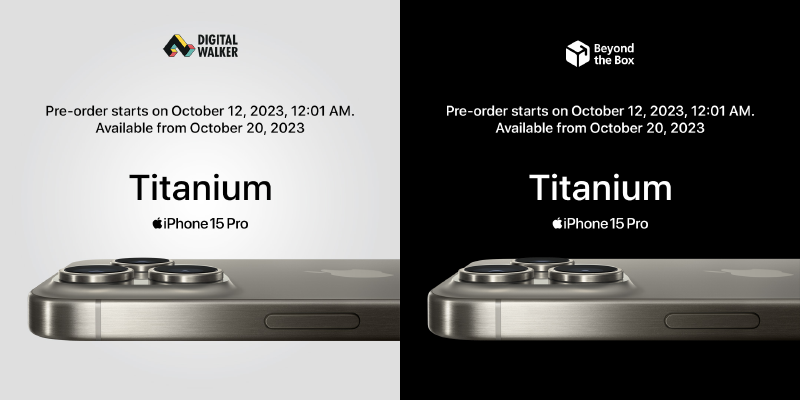 DIGITAL
WALKER
Pre-order starts on October 12, 2023, 12:01 AM.
Available from October 20, 2023
Titanium
iPhone 15 Pro
Beyond
the Box
Pre-order starts on October 12, 2023, 12:01 AM.
Available from October 20, 2023
Titanium
iPhone 15 Pro